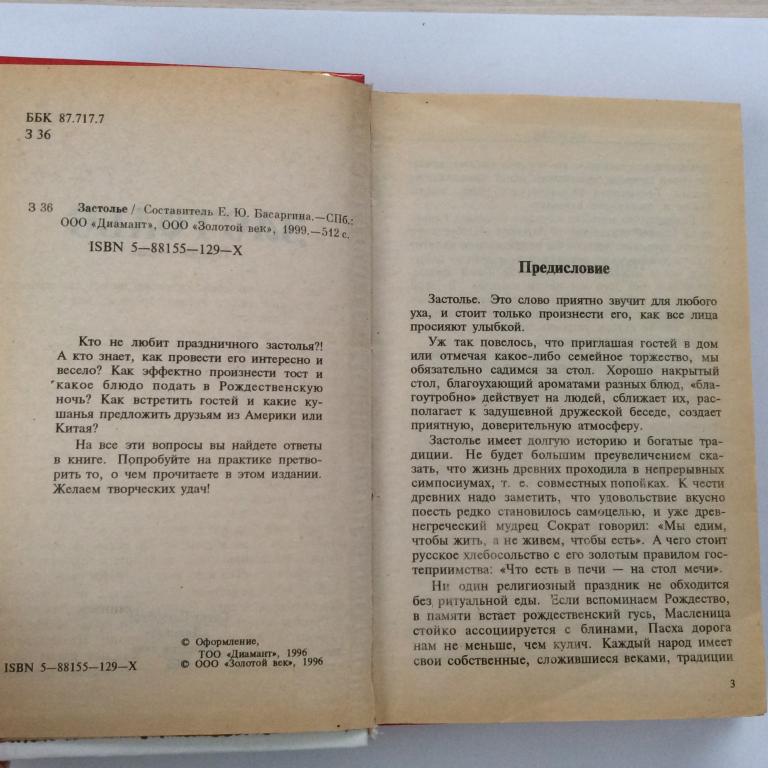 ББК 87.717.7
З 36
З 36 Застолье / Составитель Е. Ю. Басаргина.—СПб.:
ООО «Диамант», ООО «Золотой век», 1999.—512 с.
ISBN 5—88155—129—X
Кто не любит праздничного застолья?!
А кто знает, как провести его интересно и
весело? Как эффектно произнести тост и
какое блюдо подать в Рождественскую
ночь? Как встретить гостей и какие ку-
шанья предложить друзьям из Америки или
Китая?
На все эти вопросы вы найдете ответы
в книге. Попробуйте на практике претво-
рить то, о чем прочитаете в этом издании.
Желаем творческих удач!
© Оформление,
ТОО «Диамант», 1996
ISBN 5—88155—129—X © ООО «Золотой век», 1996
Предисловие
Застолье. Это слово приятно звучит для любого
уха, и стоит только произнести его, как все лица
просияют улыбкой.
Уж так повелось, что приглашая гостей в дом
или отмечая какое-либо семейное торжество, мы
обязательно садимся за стол. Хорошо накрытый
стол, благоухающий ароматами разных блюд, «бла-
гоутробно» действует на людей, сближает их, рас-
полагает к задушевной дружеской беседе, создает
приятную, доверительную атмосферу.
Застолье имеет долгую историю и богатые тра-
диции. Не будет большим преувеличением ска-
зать, что жизнь древних проходила в непрерывных
симпосиумах, т. е. совместных попойках. К чести
древних надо заметить, что удовольствие вкусно
поесть редко становилось самоцелью, и уже древ-
негреческий мудрец Сократ говорил: «Мы едим,
чтобы жить, а не живем, чтобы есть». А чего стоит
русское хлебосольство с его золотым правилом гос-
теприимства: «Что есть в печи — на стол мечи».
Ни один религиозный праздник не обходится
без ритуальной еды. Если вспоминаем Рождество,
в памяти встает рождественский гусь, Масленица
стойко ассоциируется с блинами, Пасха дорога
нам не меньше, чем кулич. Каждый народ имеет
свои собственные, сложившиеся веками, традиции
3